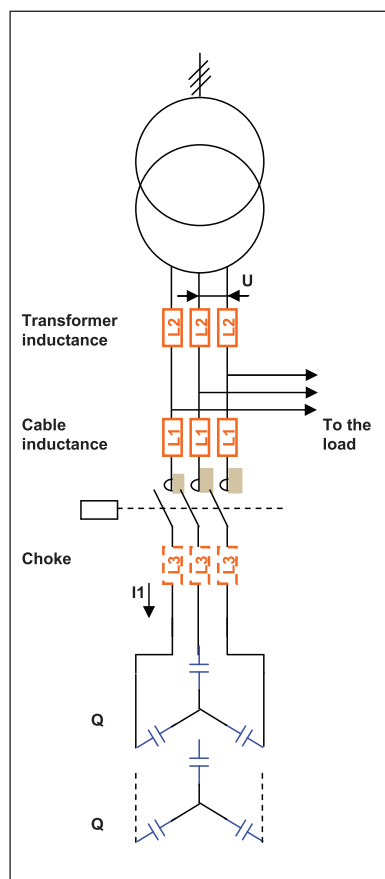 U
Transformer
inductance
L2 L2 L2
Cable
inductance
L1 L1 L1
To the
load
Choke
L3 L3 L3
I1
Q
Q